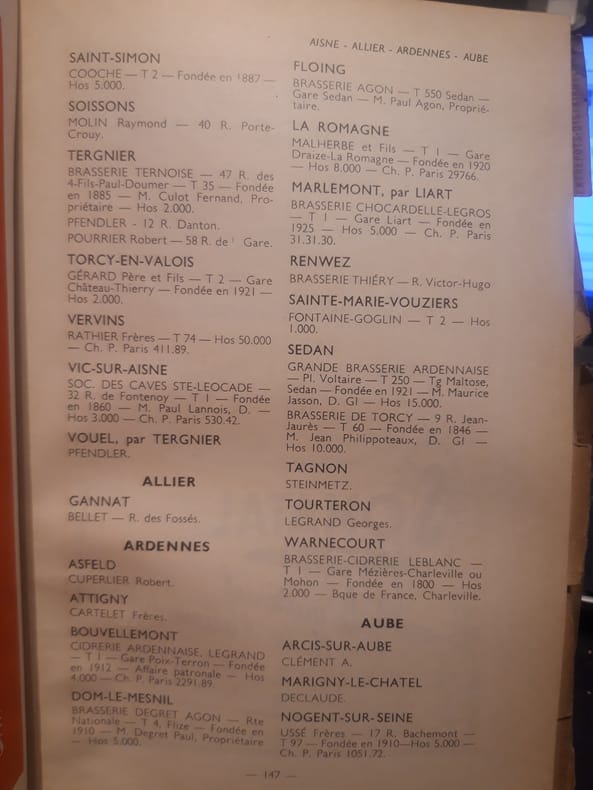 AISNE - ALLIER - ARDENNES - AUBE
SAINT-SIMON
COOCHE — T 2 — Fondée en 1887 —
Hos 5.000.
SOISSONS
MOLIN Raymond — 40 R. Porte-
Crouy.
TERGNIER
BRASSERIE TERNOISE — 47 R. des
4-Fils-Paul-Doumer — T 35 — Fondée
en 1885 — M. Culot Fernand, Pro-
priétaire — Hos 2.000.
PFENDLER - 12 R. Danton.
POURRIER Robert — 58 R. de Gare.
TORCY-EN-VALOIS
GÉRARD Père et Fils — T 2 — Gare
Château-Thierry — Fondée en 1921 —
Hos 2.000.
VERVINS
RATHIER Frères — T 74 — Hos 50.000
— Ch. P. Paris 411.89.
VIC-SUR-AISNE
SOC. DES CAVES STE-LEOCADE —
32 R. de Fontenoy — T 1 — Fondée
en 1860 — M. Paul Lannois, D. —
Hos 3.000 — Ch. P. Paris 530.42.
VOUEL, par TERGNIER
PFENDLER.
ALLIER
GANNAT
BELLET — R. des Fossés.
ARDENNES
ASFELD
CUPERLIER Robert.
ATTIGNY
CARTELET Frères.
BOUVELLEMONT
CIDRERIE ARDENNAISE, LEGRAND
— T 1 — Gare Poix-Terron — Fondée
en 1912 — Affaire patronale — Hos
4.000 — Ch. P. Paris 2291.89.
DOM-LE-MESNIL
BRASSERIE DEGRET AGON — Rte
Nationale — T 4, Flize — Fondée en
1910 — M. Degret Paul, Propriétaire
— Hos 5.000.
FLOING
BRASSERIE AGON — T 550 Sedan —
Gare Sedan — M. Paul Agon, Proprié-
taire.
LA ROMAGNE
MALHERBE et Fils — T 1 — Gare
Draize-La Romagne — Fondée en 1920
— Hos 8.000 — Ch. P. Paris 29766.
MARLEMONT, par LIART
BRASSERIE CHOCARDELLE-LEGROS
— T 1 — Gare Liart — Fondée en
1925 — Hos 5.000 — Ch. P. Paris
31.31.30.
RENWEZ
BRASSERIE THIÉRY — R. Victor-Hugo
SAINTE-MARIE-VOUZIERS
FONTAINE-GOGLIN — T 2 — Hos
1.000.
SEDAN
GRANDE BRASSERIE ARDENNAISE
— Pl. Voltaire — T 250 — Tg Maltose,
Sedan — Fondée en 1921 — M. Maurice
Jasson, D. Gl — Hos 15.000.
BRASSERIE DE TORCY — 9 R. Jean-
Jaurès — T 60 — Fondée en 1846 —
M. Jean Philippoteaux, D. Gl —
Hos 10.000.
TAGNON
STEINMETZ.
TOURTERON
LEGRAND Georges.
WARNECOURT
BRASSERIE-CIDRERIE LEBLANC —
T 1 — Gare Mézières-Charleville ou
Mohon — Fondée en 1800 — Hos
2.000 — Bque de France, Charleville.
AUBE
ARCIS-SUR-AUBE
CLÉMENT A.
MARIGNY-LE-CHATEL
DECLAUDE.
NOGENT-SUR-SEINE
USSÉ Frères — 17 R. Bachemont —
T 97 — Fondée en 1910—Hos 5.000 —
Ch. P. Paris 1051.72.
— 147 —